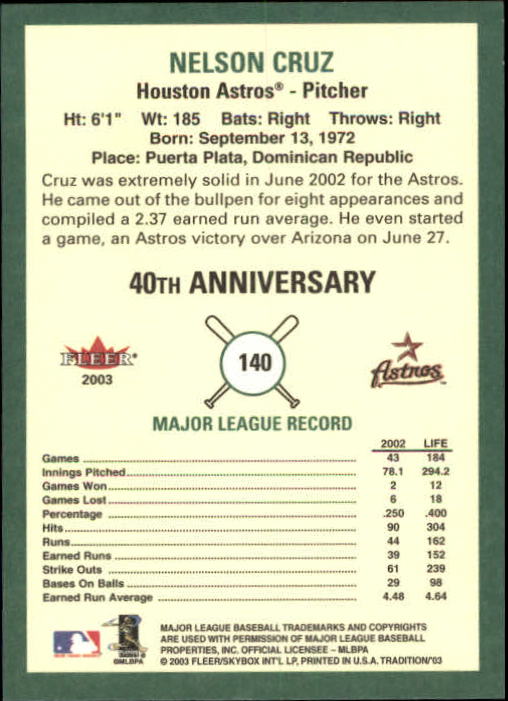 NELSON CRUZ
Houston Astros® - Pitcher
Ht: 6'1" Wt: 185 Bats: Right Throws: Right
Born: September 13, 1972
Place: Puerta Plata, Dominican Republic
Cruz was extremely solid in June 2002 for the Astros.
He came out of the bullpen for eight appearances and
compiled a 2.37 earned run average. He even started
a game, an Astros victory over Arizona on June 27.
40TH ANNIVERSARY
FLEER®
2003
140
Astros
MAJOR LEAGUE RECORD
2002 LIFE
Games 43 184
Innings Pitched 78.1 294.2
Games Won 2 12
Games Lost 6 18
Percentage .250 .400
Hits 90 304
Runs 44 162
Earned Runs 39 152
Strike Outs 61 239
Bases On Balls 29 98
Earned Run Average 4.48 4.64
©MLBPA
MAJOR LEAGUE BASEBALL TRADEMARKS AND COPYRIGHTS
ARE USED WITH PERMISSION OF MAJOR LEAGUE BASEBALL
PROPERTIES, INC. OFFICIAL LICENSEE – MLBPA
© 2003 FLEER/SKYBOX INT'L LP, PRINTED IN U.S.A. TRADITION/'03